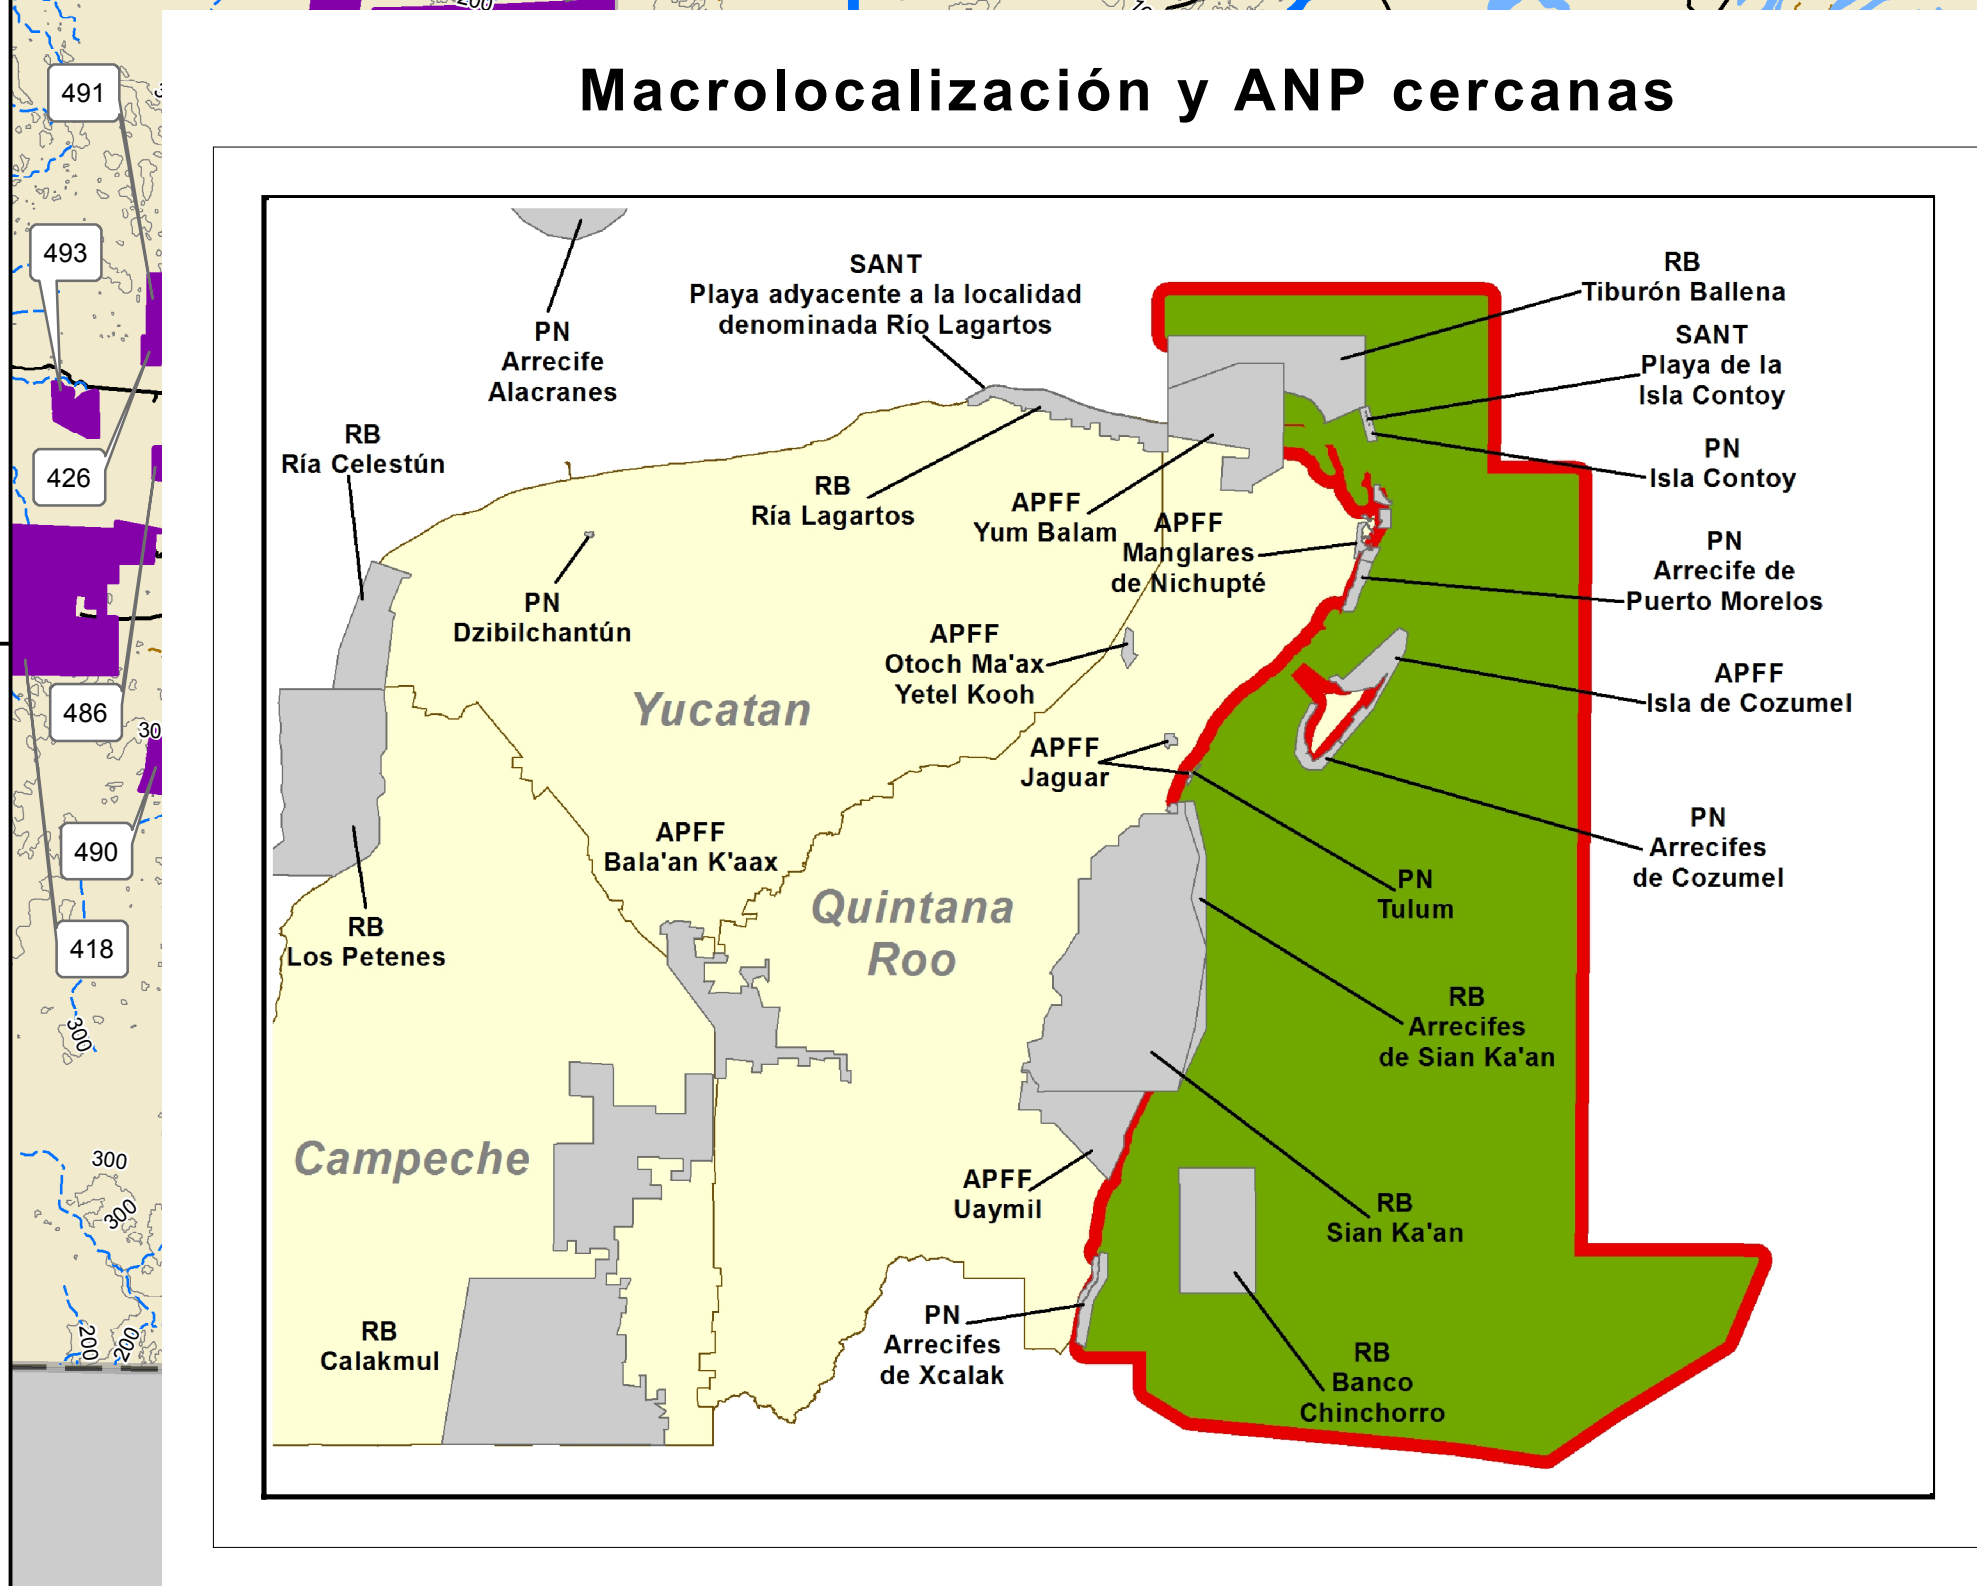 200
Macrolocalización y ANP cercanas
491
493
426
486
30
490
418
300
300
300
200
200
PN
Arrecife
Alacranes
SANT
Playa adyacente a la localidad
denominada Río Lagartos
RB
Tiburón Ballena
SANT
Playa de la
Isla Contoy
PN
Isla Contoy
RB
Ría Celestún
RB
Ría Lagartos
APFF
Yum Balam
APFF
Manglares
de Nichupté
PN
Arrecife de
Puerto Morelos
PN
Dzibilchantún
APFF
Otoch Ma'ax
Yetel Kooh
APFF
Isla de Cozumel
Yucatan
APFF
Jaguar
PN
Arrecifes
de Cozumel
APFF
Bala'an K'aax
PN
Tulum
Quintana
Roo
RB
Los Petenes
RB
Arrecifes
de Sian Ka'an
Campeche
APFF
Uaymil
RB
Sian Ka'an
RB
Calakmul
PN
Arrecifes
de Xcalak
RB
Banco
Chinchorro